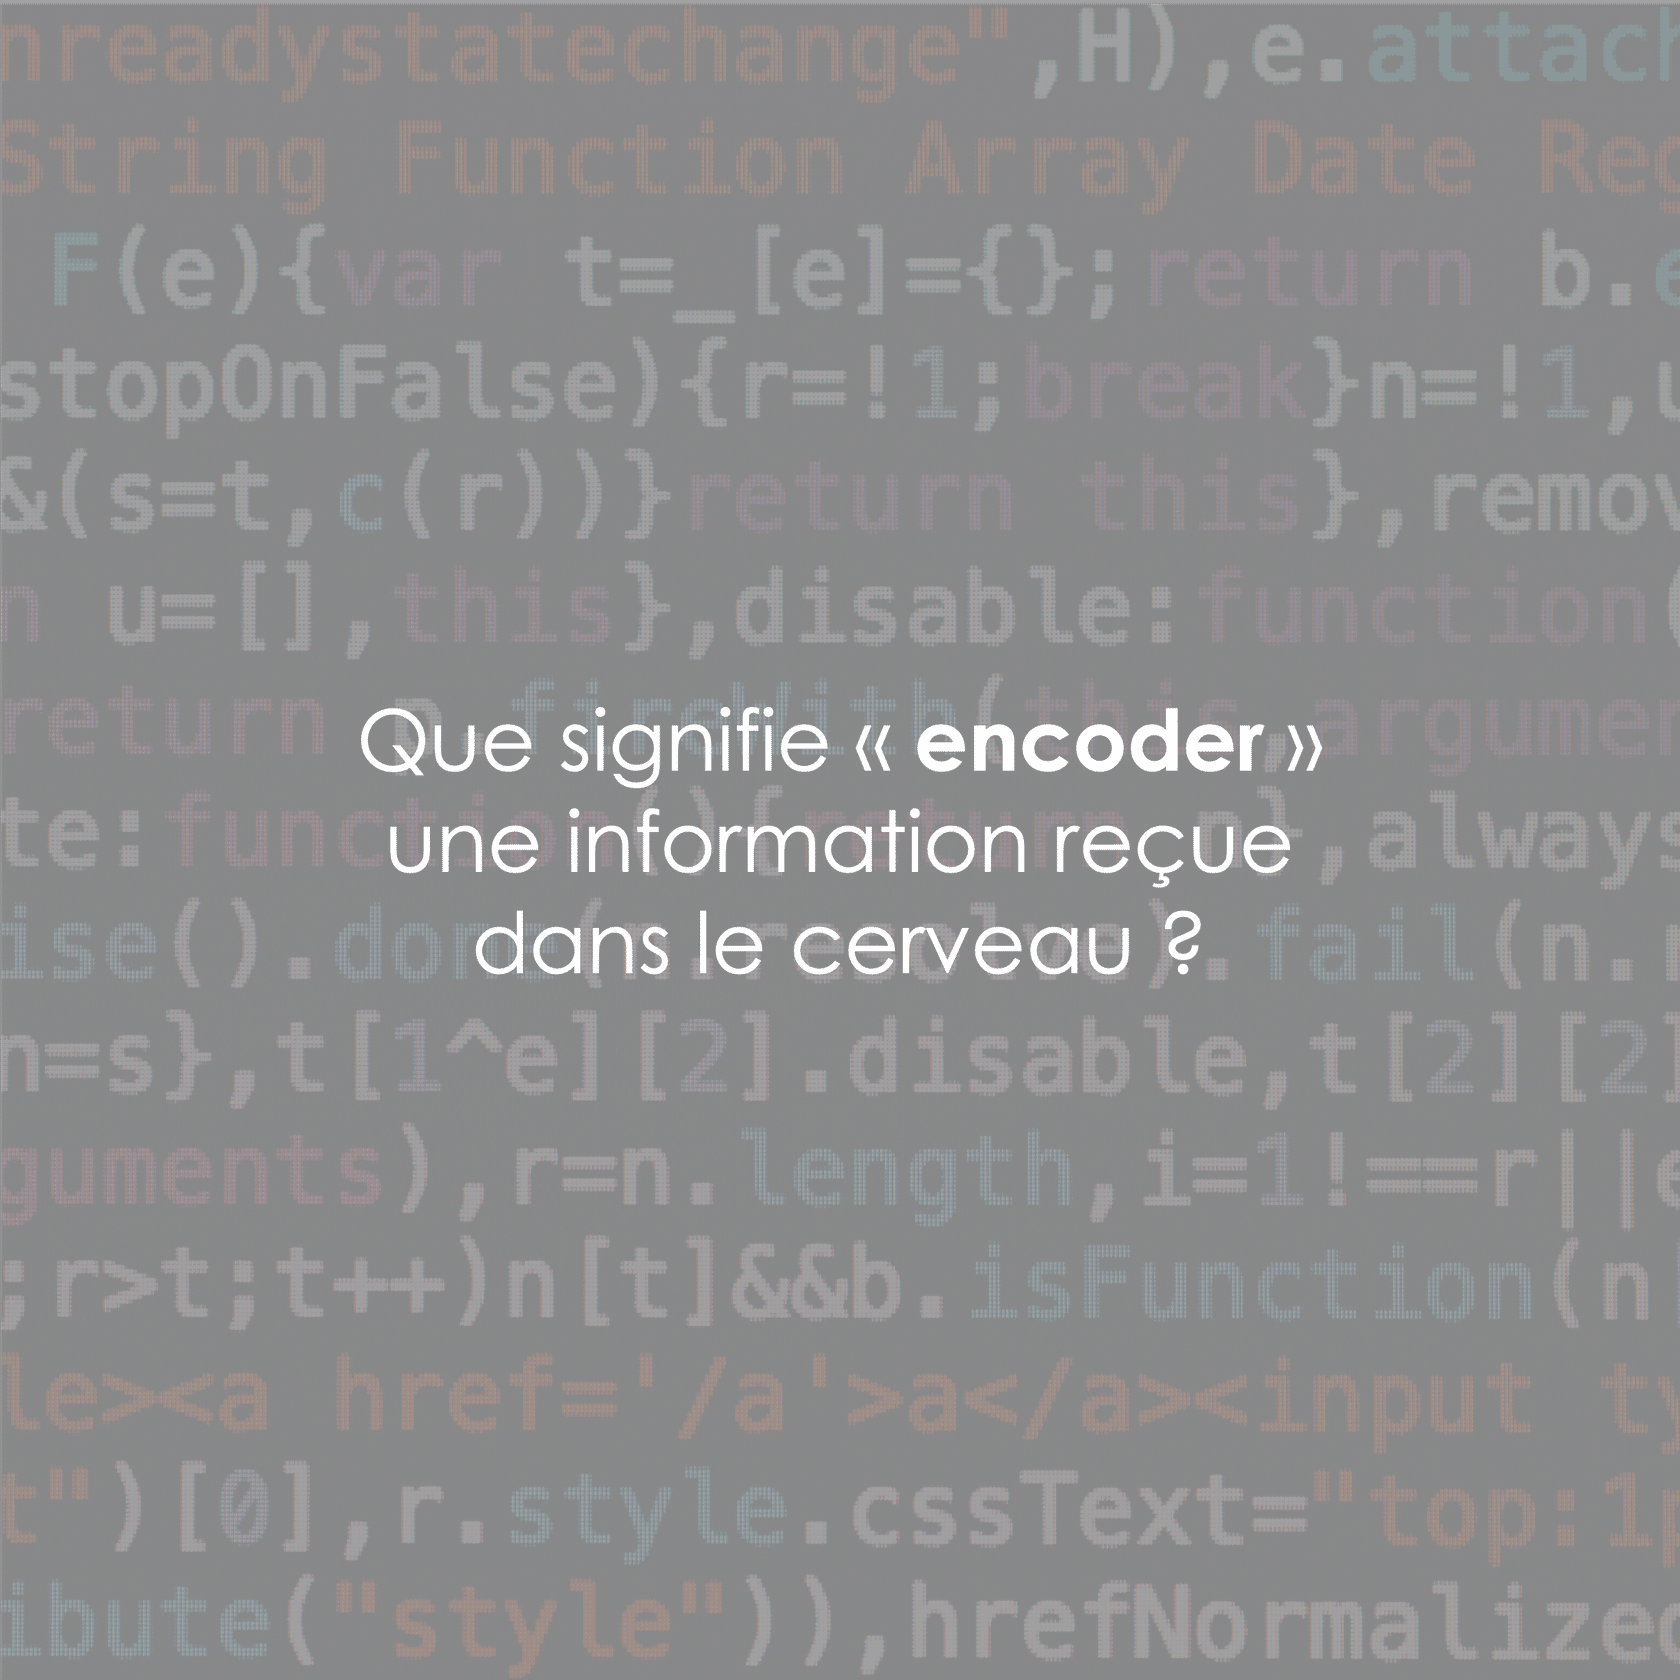 nreadystatechange",H),e.attach
String Function Array Date Reg
F(e){var t=_[e]={};return b.e
stopOnFalse){r=!1;break}n=!1,u
&(s=t,c(r))}return this},remov
n u=[],this},disable:function(
return p.fireWith(this,argumen
Que signifie « encoder »
te:function(){return n},always
une information reçue
ise().done(n.resolve).fail(n.r
dans le cerveau ?
n=s},t[1^e][2].disable,t[2][2]
guments),r=n.length,i=1!==r||e
;r>t;t++)n[t]&&b.isFunction(n
le><a href='/a'>a</a><input ty
t")[0],r.style.cssText="top:1p
ibute("style")),hrefNormalized